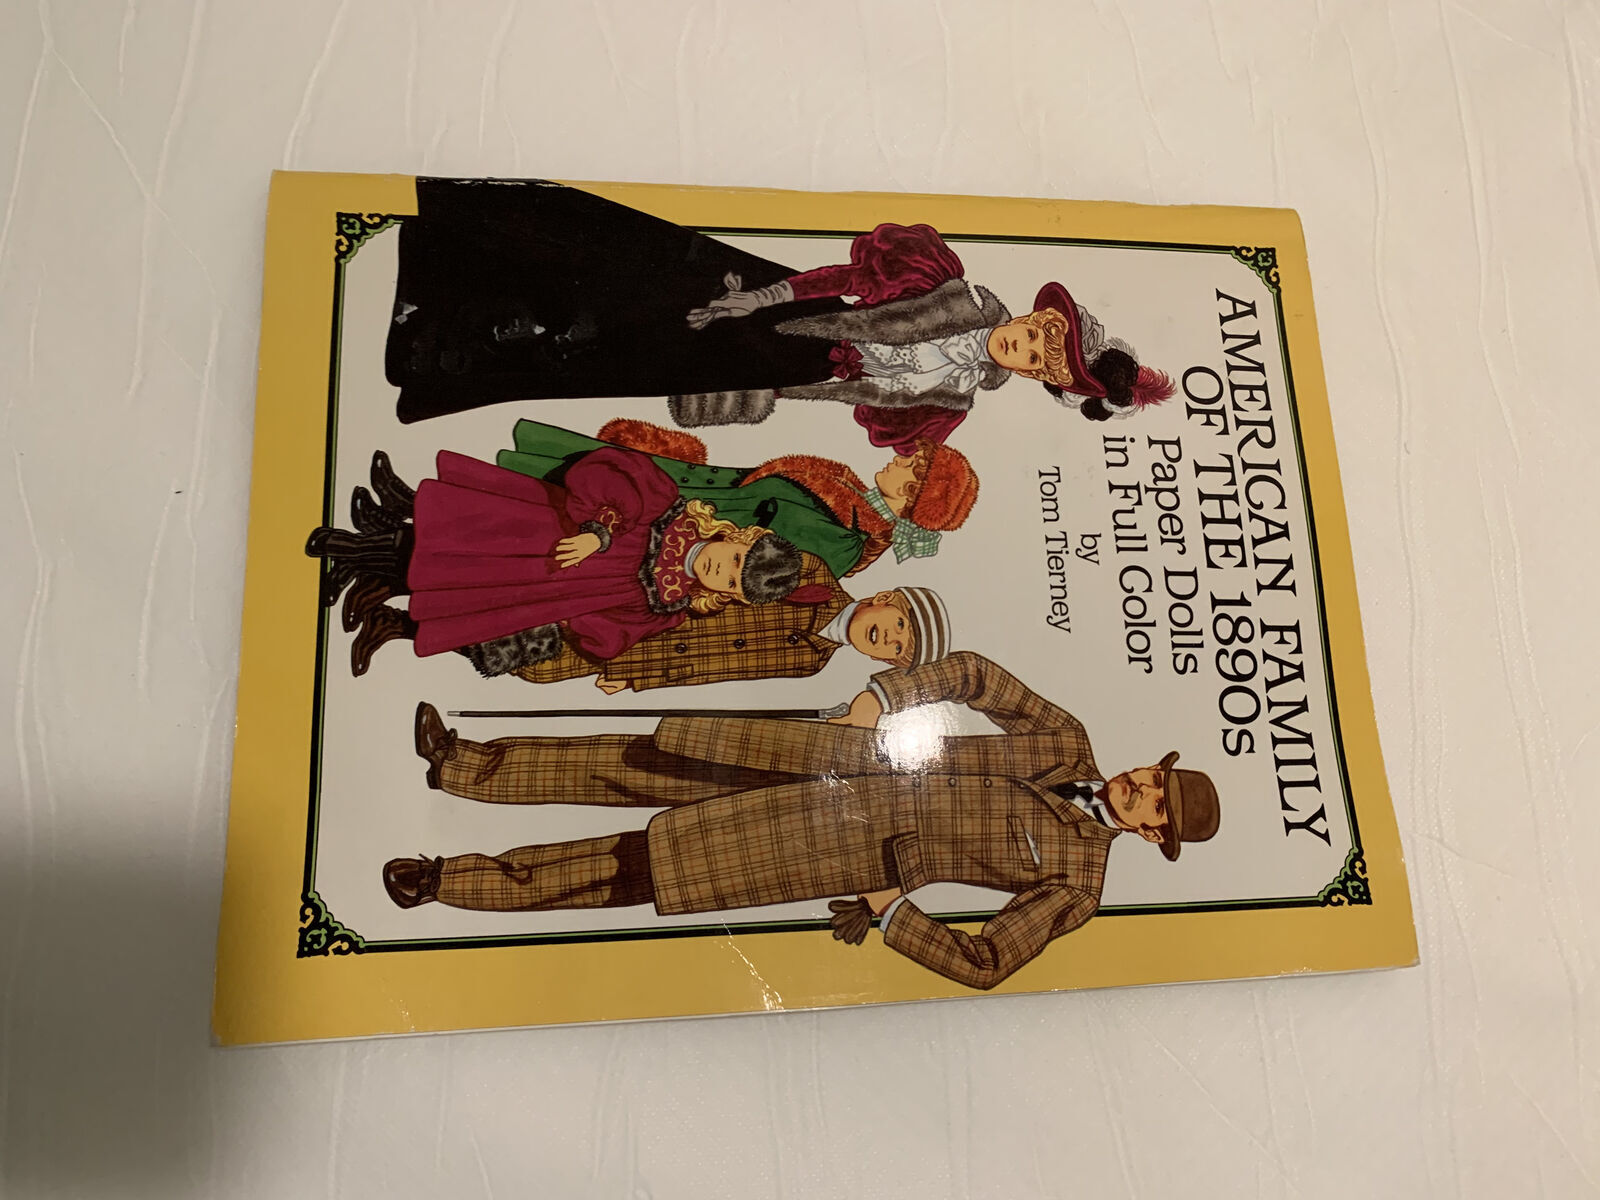 AMERICAN FAMILY
OF THE 1890s
Paper Dolls
in Full Color
by
Tom Tierney